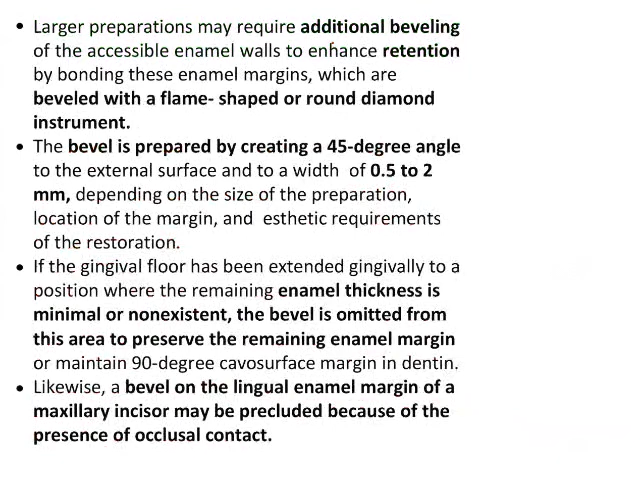 • Larger preparations may require additional beveling
of the accessible enamel walls to enhance retention
by bonding these enamel margins, which are
beveled with a flame- shaped or round diamond
instrument.
• The bevel is prepared by creating a 45-degree angle
to the external surface and to a width of 0.5 to 2
mm, depending on the size of the preparation,
location of the margin, and esthetic requirements
of the restoration.
• If the gingival floor has been extended gingivally to a
position where the remaining enamel thickness is
minimal or nonexistent, the bevel is omitted from
this area to preserve the remaining enamel margin
or maintain 90-degree cavosurface margin in dentin.
• Likewise, a bevel on the lingual enamel margin of a
maxillary incisor may be precluded because of the
presence of occlusal contact.